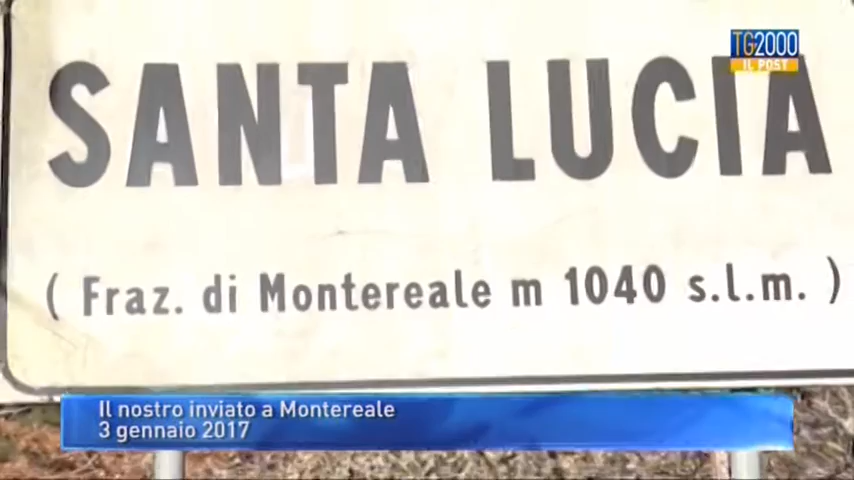 TG2000
IL POST
SANTA LUCIA
( Fraz. di Montereale m 1040 s.l.m. )
Il nostro inviato a Montereale
3 gennaio 2017